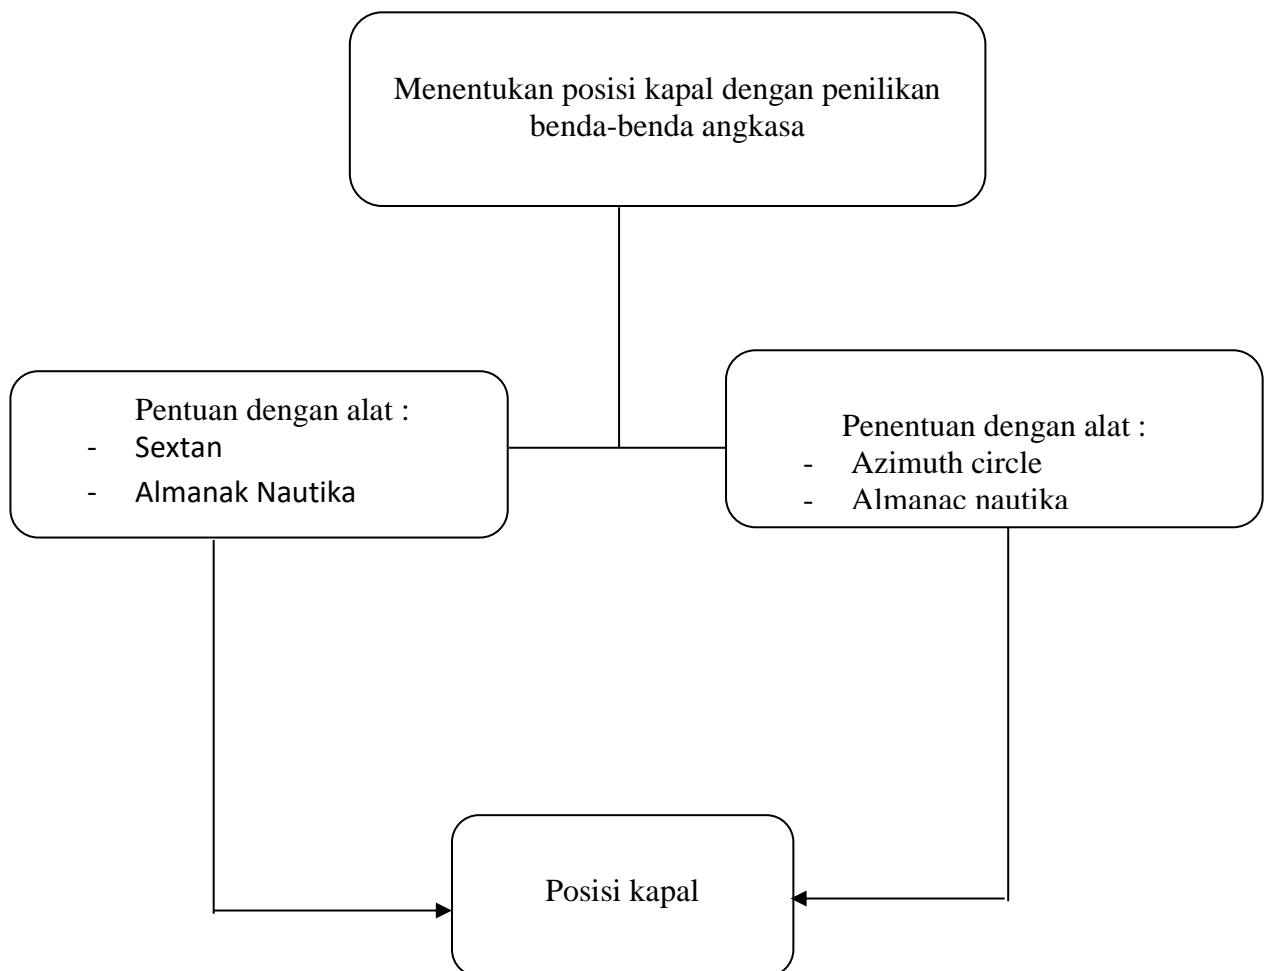 Menentukan posisi kapal dengan penilikan
benda-benda angkasa
Pentuan dengan alat :
- Sextan
- Almanak Nautika
Penentuan dengan alat :
- Azimuth circle
- Almanac nautika
Posisi kapal